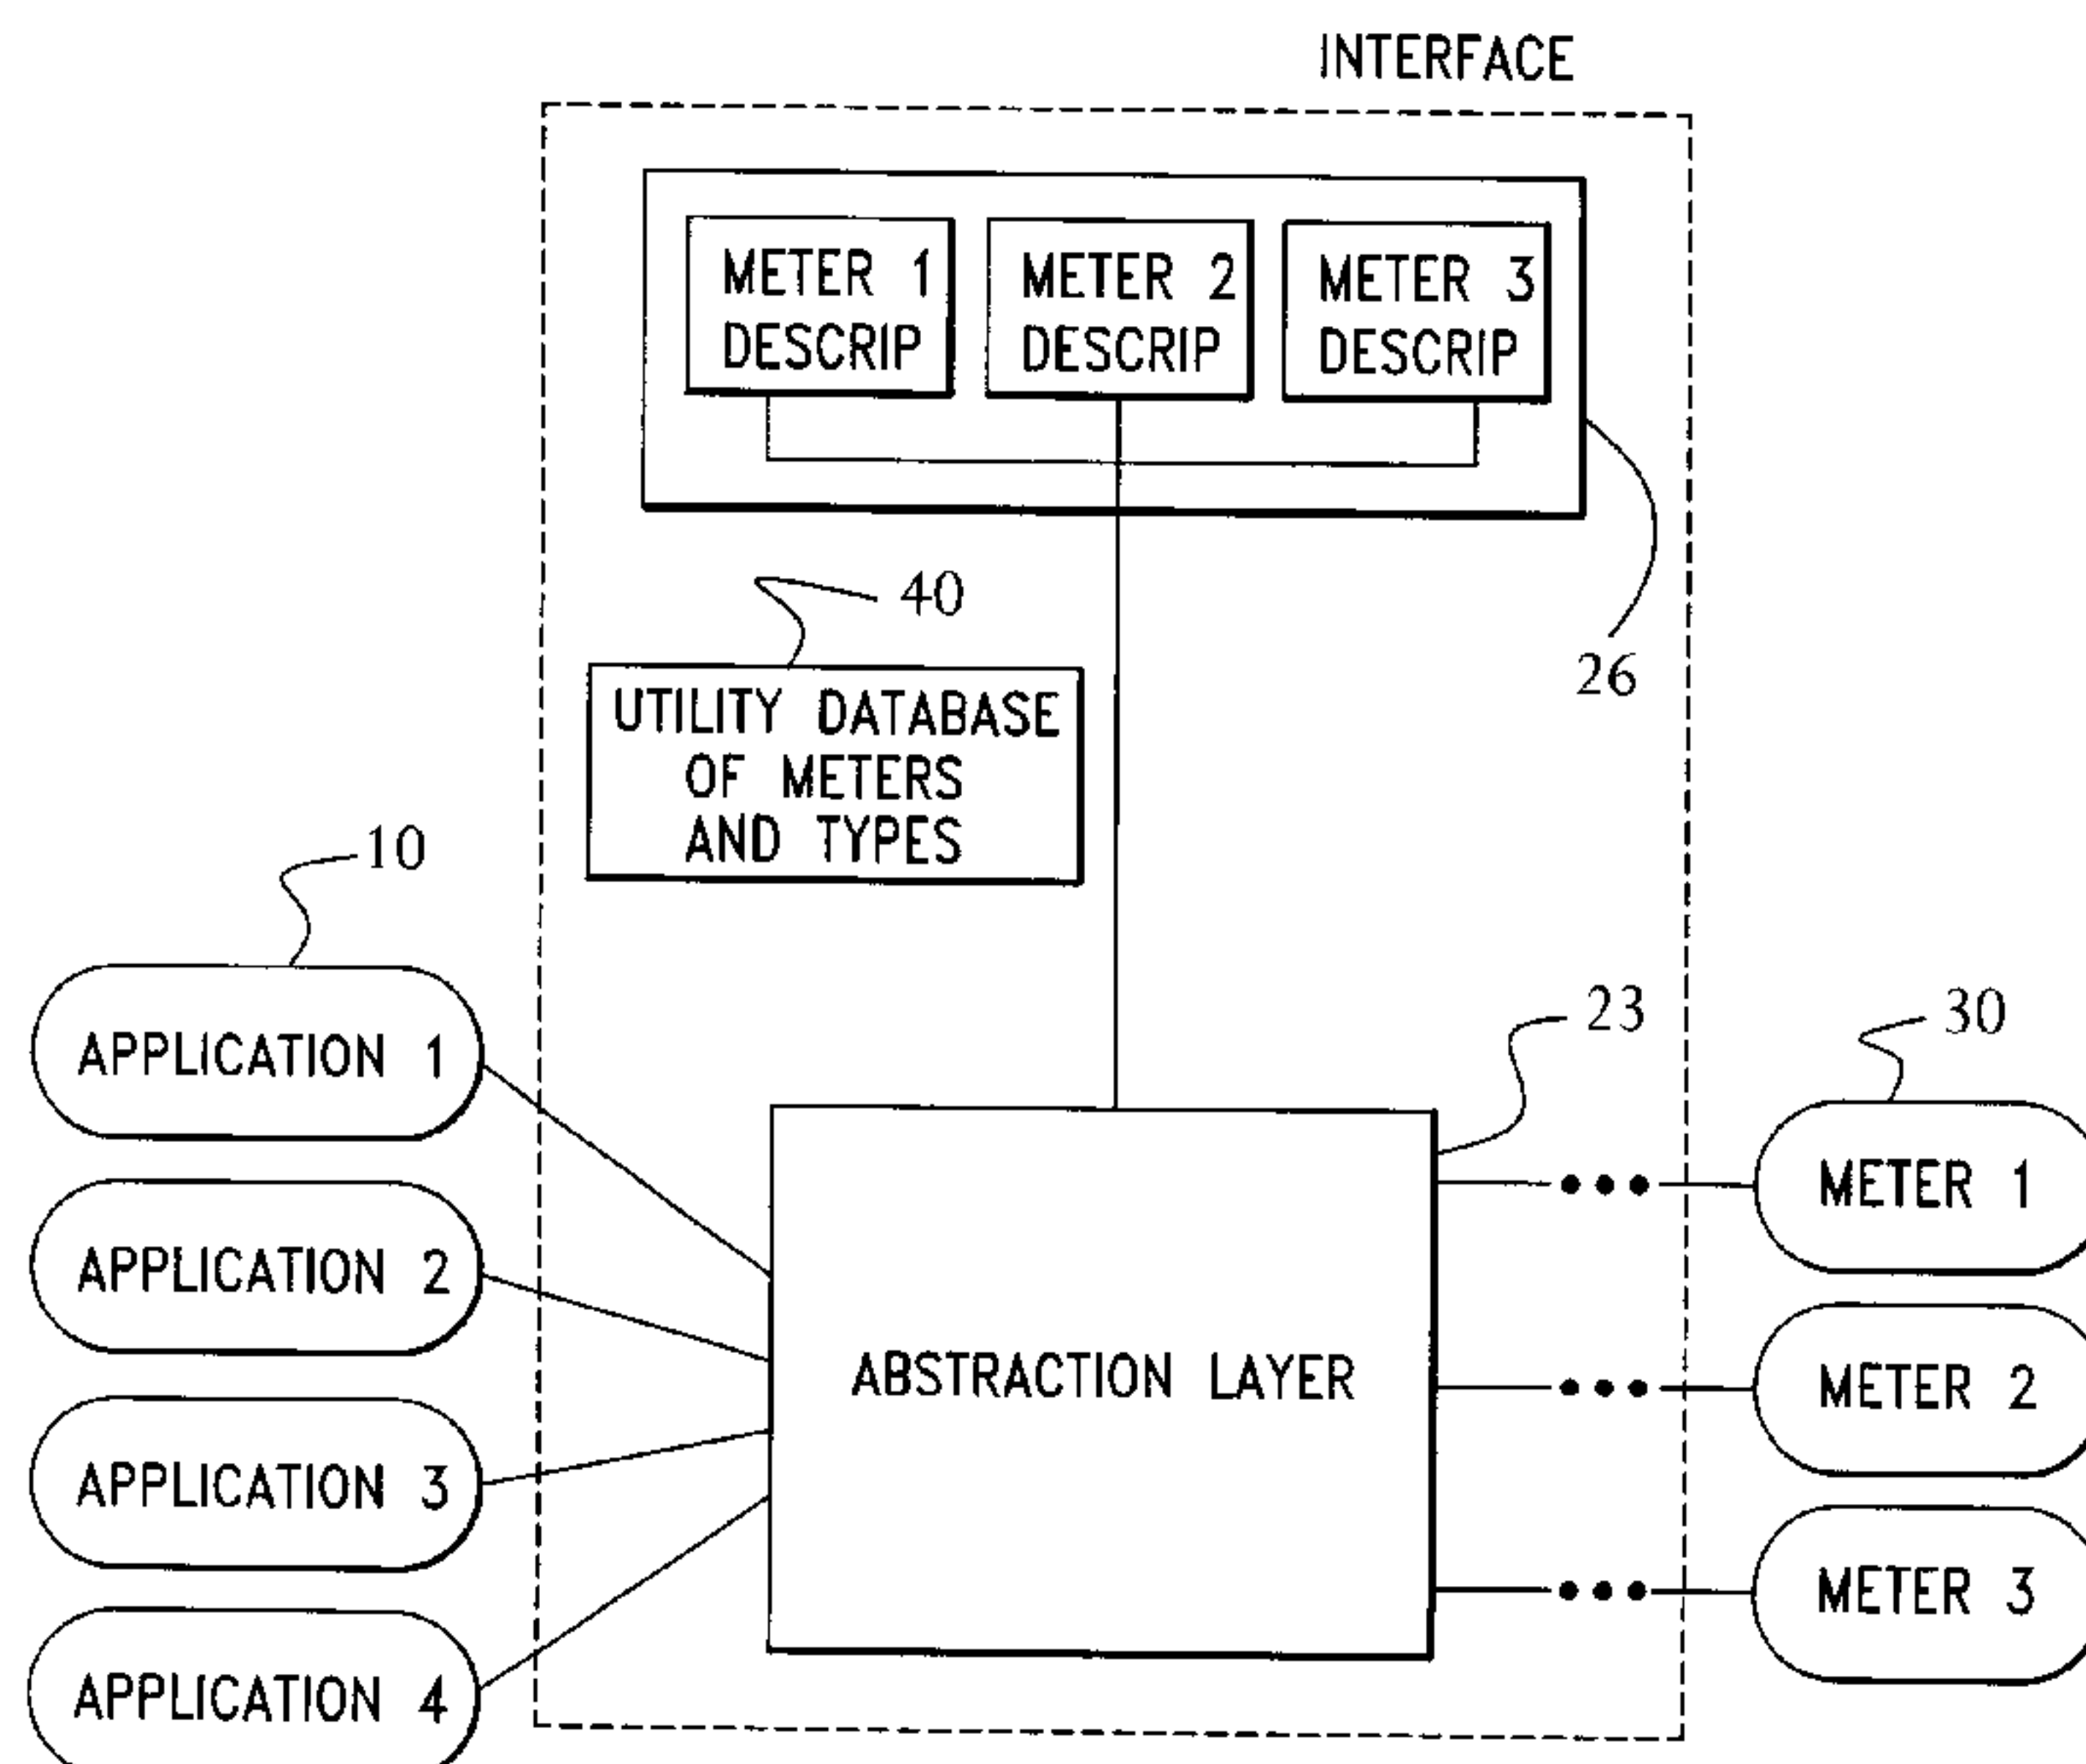 INTERFACE
METER 1
DESCRIP
METER 2
DESCRIP
METER 3
DESCRIP
40
26
UTILITY DATABASE
OF METERS
AND TYPES
10
23
30
APPLICATION 1
APPLICATION 2
APPLICATION 3
APPLICATION 4
ABSTRACTION LAYER
METER 1
METER 2
METER 3